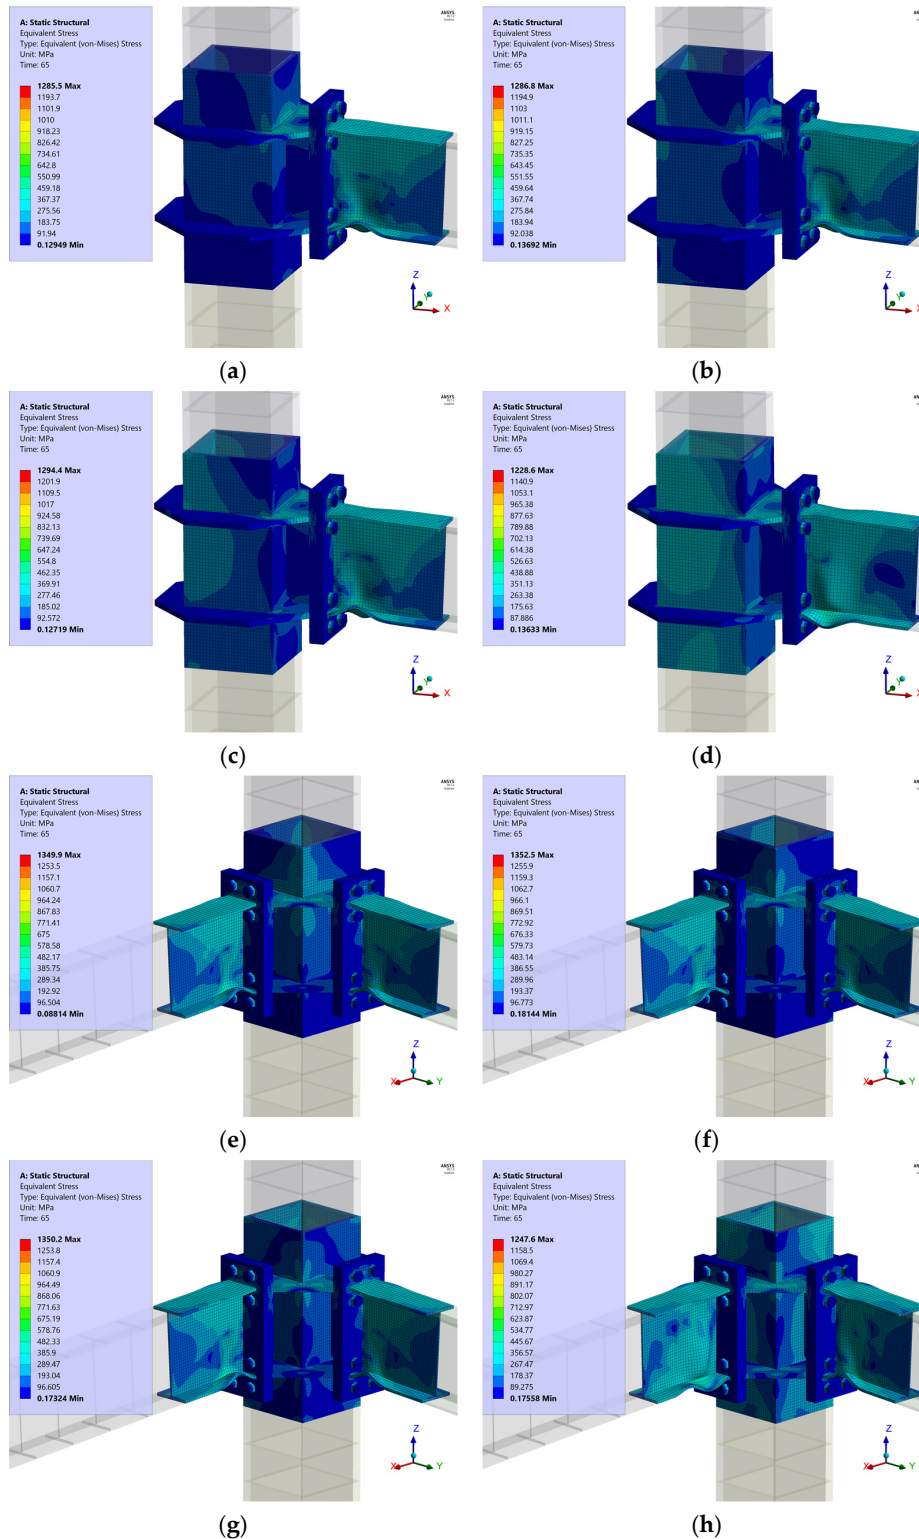 A: Static Structural
Equivalent Stress
Type: Equivalent (von-Mises) Stress
Unit: MPa
Time: 65
1285.5 Max
1193.7
1101.9
1010
918.23
826.42
734.61
642.8
550.99
459.18
367.37
275.56
183.75
91.94
0.12949 Min
ANSYS
Z
Y
X
(a)
A: Static Structural
Equivalent Stress
Type: Equivalent (von-Mises) Stress
Unit: MPa
Time: 65
1286.8 Max
1194.9
1103
1011.1
919.15
827.25
735.35
643.45
551.55
459.64
367.74
275.84
183.94
92.038
0.13692 Min
ANSYS
Z
Y
X
(b)
A: Static Structural
Equivalent Stress
Type: Equivalent (von-Mises) Stress
Unit: MPa
Time: 65
1294.4 Max
1201.9
1109.5
1017
924.58
832.13
739.69
647.24
554.8
462.35
369.91
277.46
185.02
92.572
0.12719 Min
ANSYS
Z
Y
X
(c)
A: Static Structural
Equivalent Stress
Type: Equivalent (von-Mises) Stress
Unit: MPa
Time: 65
1228.6 Max
1140.9
1053.1
965.38
877.63
789.88
702.13
614.38
526.63
438.88
351.13
263.38
175.63
87.886
0.13633 Min
ANSYS
Z
Y
X
(d)
A: Static Structural
Equivalent Stress
Type: Equivalent (von-Mises) Stress
Unit: MPa
Time: 65
1349.9 Max
1253.5
1157.1
1060.7
964.24
867.83
771.41
675
578.58
482.17
385.75
289.34
192.92
96.504
0.08814 Min
ANSYS
Z
X
Y
(e)
A: Static Structural
Equivalent Stress
Type: Equivalent (von-Mises) Stress
Unit: MPa
Time: 65
1352.5 Max
1255.9
1159.3
1062.7
966.1
869.51
772.92
676.33
579.73
483.14
386.55
289.96
193.37
96.773
0.18144 Min
ANSYS
Z
X
Y
(f)
A: Static Structural
Equivalent Stress
Type: Equivalent (von-Mises) Stress
Unit: MPa
Time: 65
1350.2 Max
1253.8
1157.4
1060.9
964.49
868.06
771.63
675.19
578.76
482.33
385.9
289.47
193.04
96.605
0.17324 Min
ANSYS
Z
X
Y
(g)
A: Static Structural
Equivalent Stress
Type: Equivalent (von-Mises) Stress
Unit: MPa
Time: 65
1247.6 Max
1158.5
1069.4
980.27
891.17
802.07
712.97
623.87
534.77
445.67
356.57
267.47
178.37
89.275
0.17558 Min
ANSYS
Z
X
Y
(h)